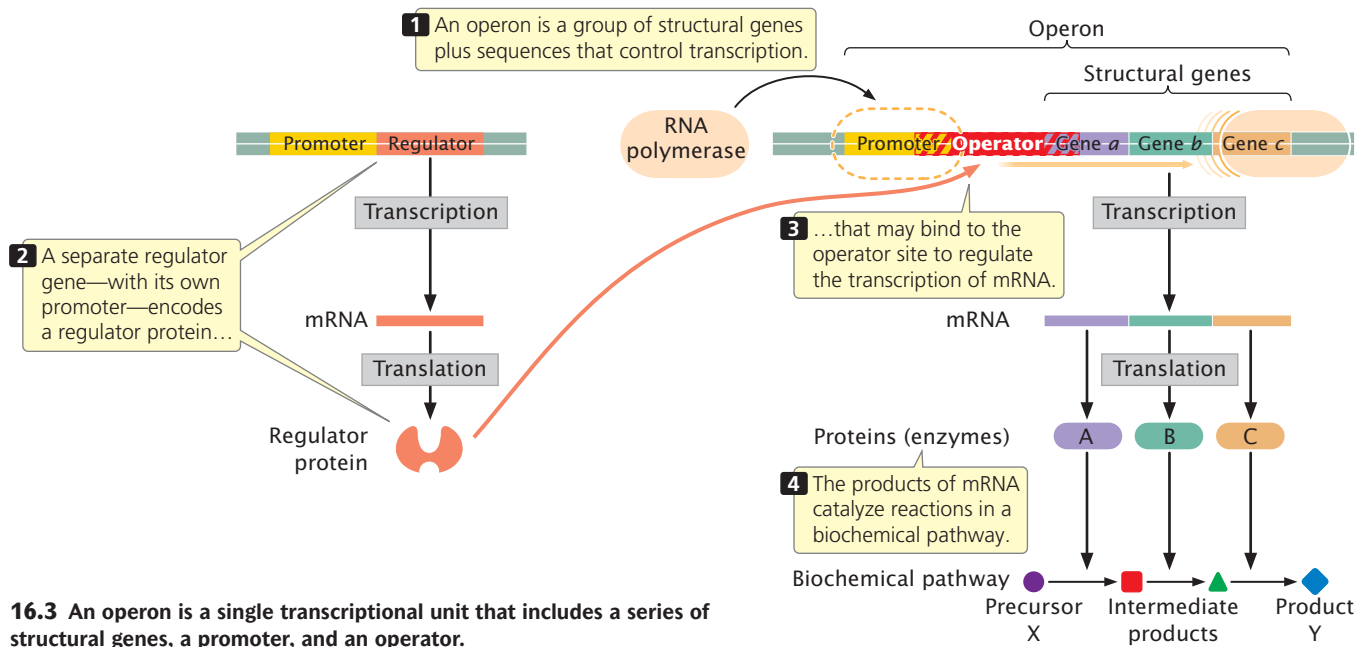 1 An operon is a group of structural genes
plus sequences that control transcription.
Operon
Structural genes
RNA
polymerase
Promoter Regulator
Promoter Operator Gene a Gene b Gene c
Transcription
Transcription
2 A separate regulator
gene—with its own
promoter—encodes
a regulator protein…
3 …that may bind to the
operator site to regulate
the transcription of mRNA.
mRNA
mRNA
Translation
Translation
Regulator
protein
Proteins (enzymes)
A B C
4 The products of mRNA
catalyze reactions in a
biochemical pathway.
Biochemical pathway
Precursor
X
Intermediate
products
Product
Y
16.3 An operon is a single transcriptional unit that includes a series of
structural genes, a promoter, and an operator.